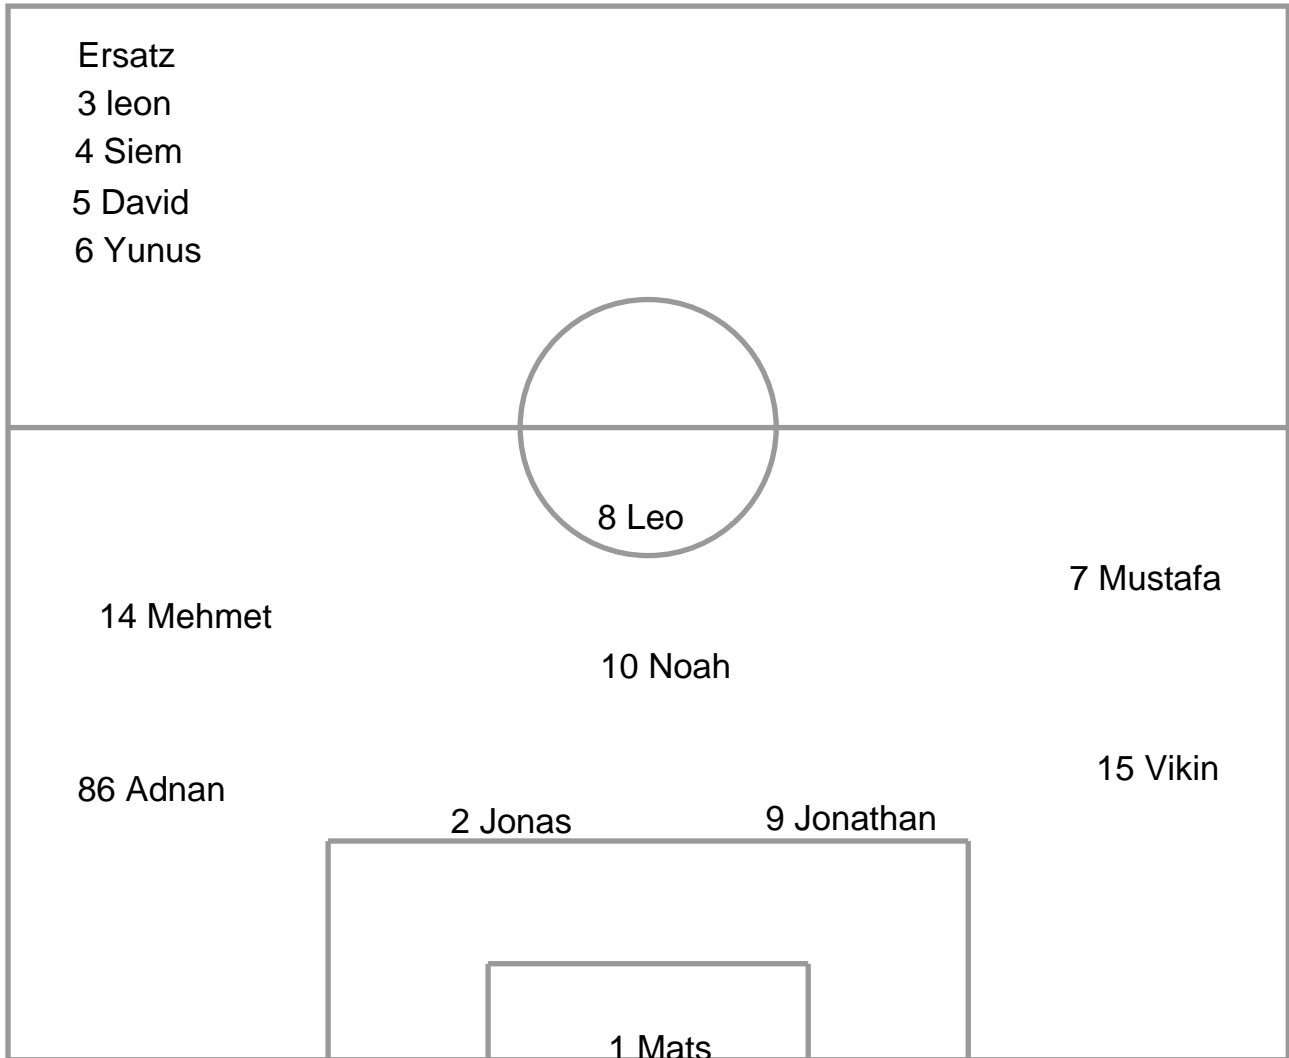 Ersatz
3 leon
4 Siem
5 David
6 Yunus
8 Leo
7 Mustafa
14 Mehmet
10 Noah
15 Vikin
86 Adnan
2 Jonas
9 Jonathan
1 Mats